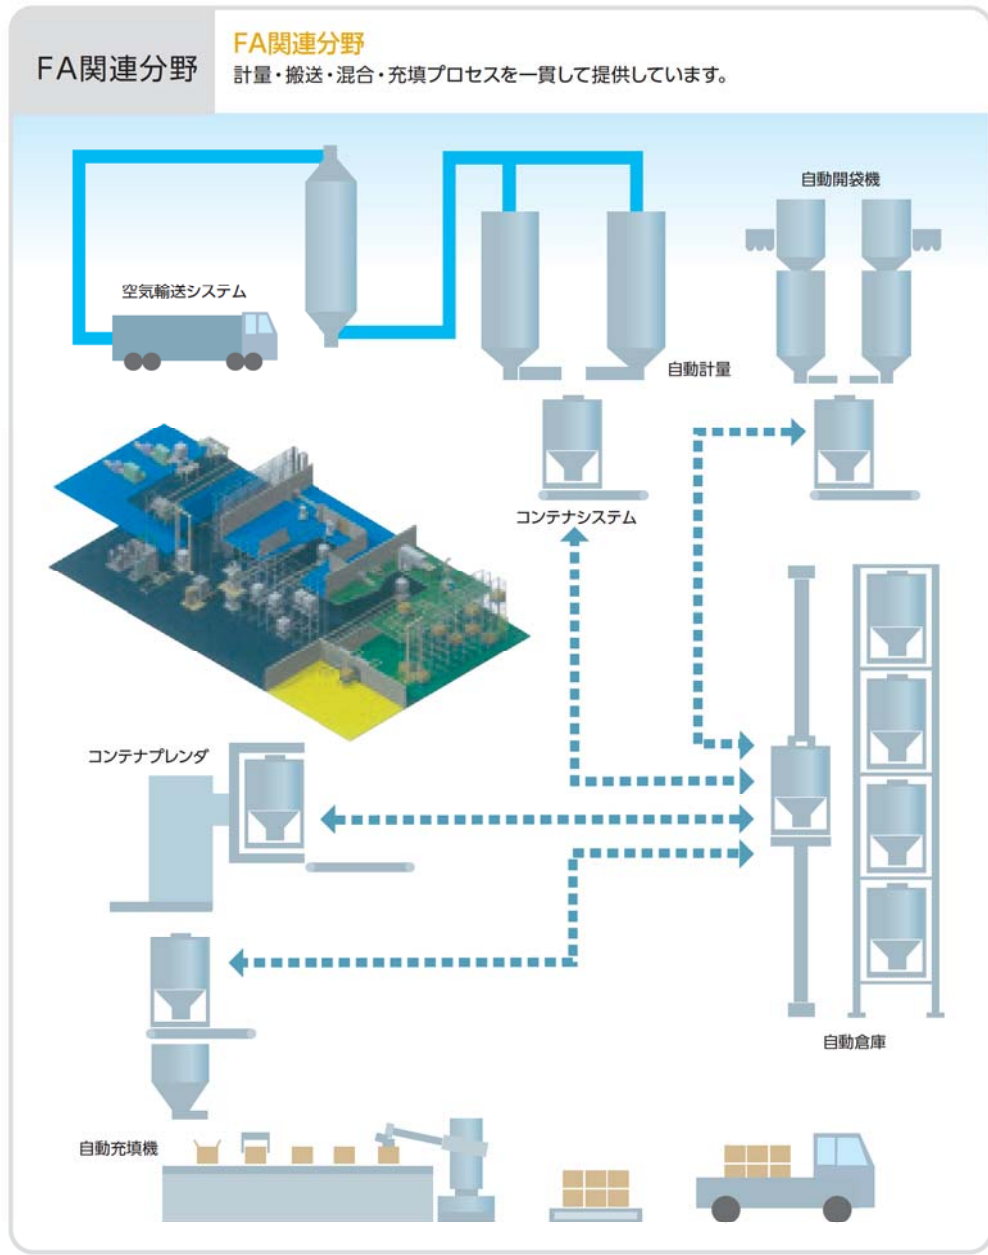 FA関連分野
FA関連分野
計量・搬送・混合・充填プロセスを一貫して提供しています。
自動開袋機
空気輸送システム
自動計量
コンテナシステム
コンテナブレンダ
自動倉庫
自動充填機